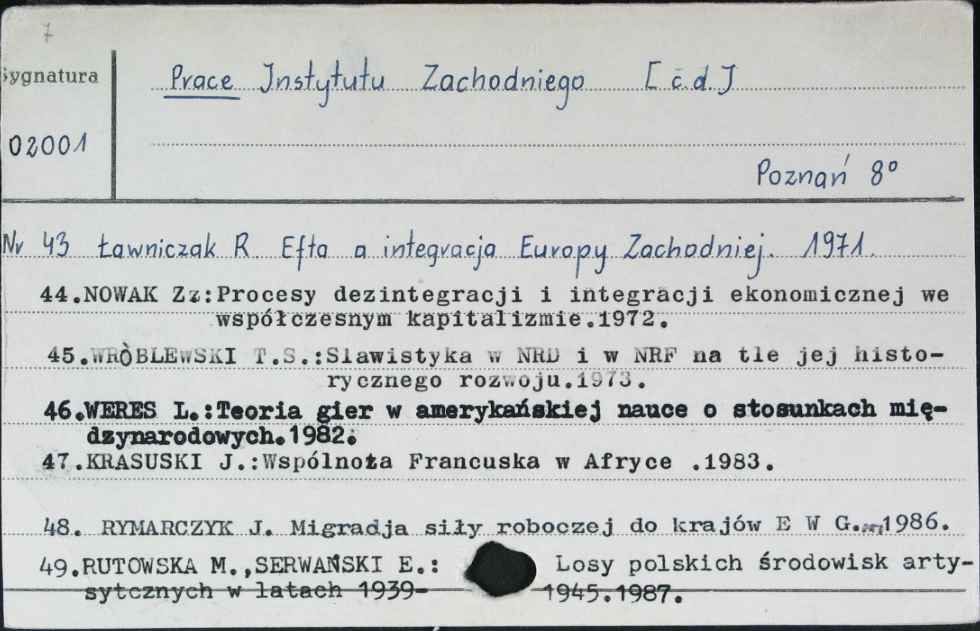 7
Sygnatura
Prace Instytutu Zachodniego [c.d.]
02001
Poznań 8°
Nr 43 Ławniczak R. Efta a integracja Europy Zachodniej. 1971.
44.NOWAK Zz:Procesy dezintegracji i integracji ekonomicznej we
współczesnym kapitalizmie.1972.
45.WRÒBLEWSKI T.S.:Slawistyka w NRD i w NRF na tle jej histo-
rycznego rozwoju.1973.
46.WERES L.:Teoria gier w amerykańskiej nauce o stosunkach mię-
dzynarodowych.1982.
47.KRASUSKI J.:Wspólnota Francuska w Afryce .1983.
48. RYMARCZYK J. Migradja siły roboczej do krajów E W G. 1986.
49.RUTOWSKA M.,SERWAŃSKI E.: Losy polskich środowisk arty-
sytcznych w latach 1939- 1945.1987.